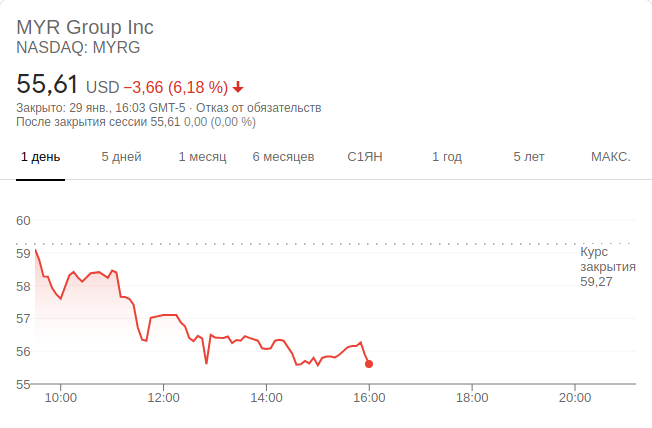 MYR Group Inc
NASDAQ: MYRG
55,61 USD −3,66 (6,18 %)
Закрыто: 29 янв., 16:03 GMT-5 · Отказ от обязательств
После закрытия сессии 55,61 0,00 (0,00 %)
1 день 5 дней 1 месяц 6 месяцев С1ЯН 1 год 5 лет МАКС.
60
59
58
57
56
55
Курс
закрытия
59,27
10:00 12:00 14:00 16:00 18:00 20:00